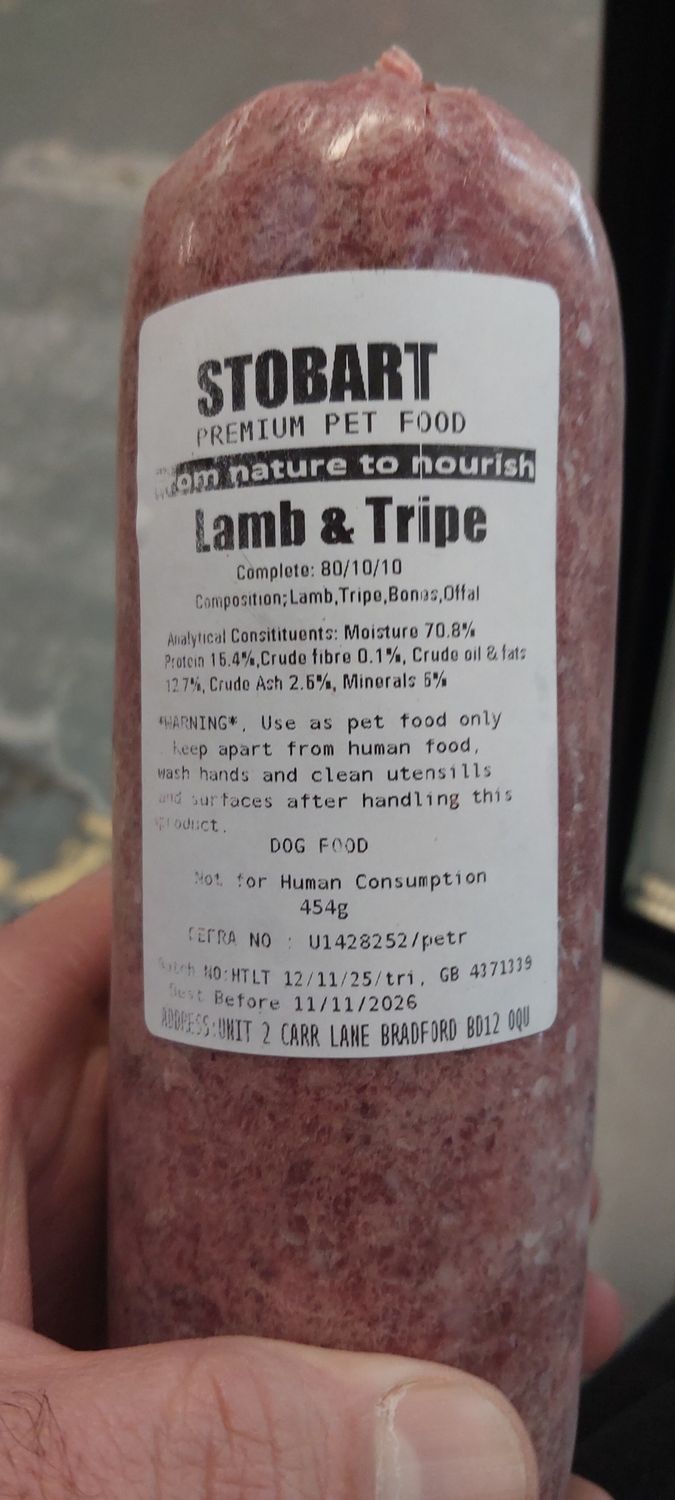 STOBART
PREMIUM PET FOOD
from nature to nourish
Lamb & Tripe
Complete: 80/10/10
Composition;Lamb,Tripe,Bones,Offal
Analytical Consitituents: Moisture 70.8%
Protein 15.4%,Crude fibre 0.1%, Crude oil & fats
12.7%, Crude Ash 2.6%, Minerals 5%
*WARNING*, Use as pet food only
keep apart from human food,
wash hands and clean utensills
and surfaces after handling this
product.
DOG FOOD
Not for Human Consumption
454g
DEFRA NO : U1428252/petr
Batch NO:HTLT 12/11/25/tri, GB 4371339
Best Before 11/11/2026
ADDRESS:UNIT 2 CARR LANE BRADFORD BD12 0QU